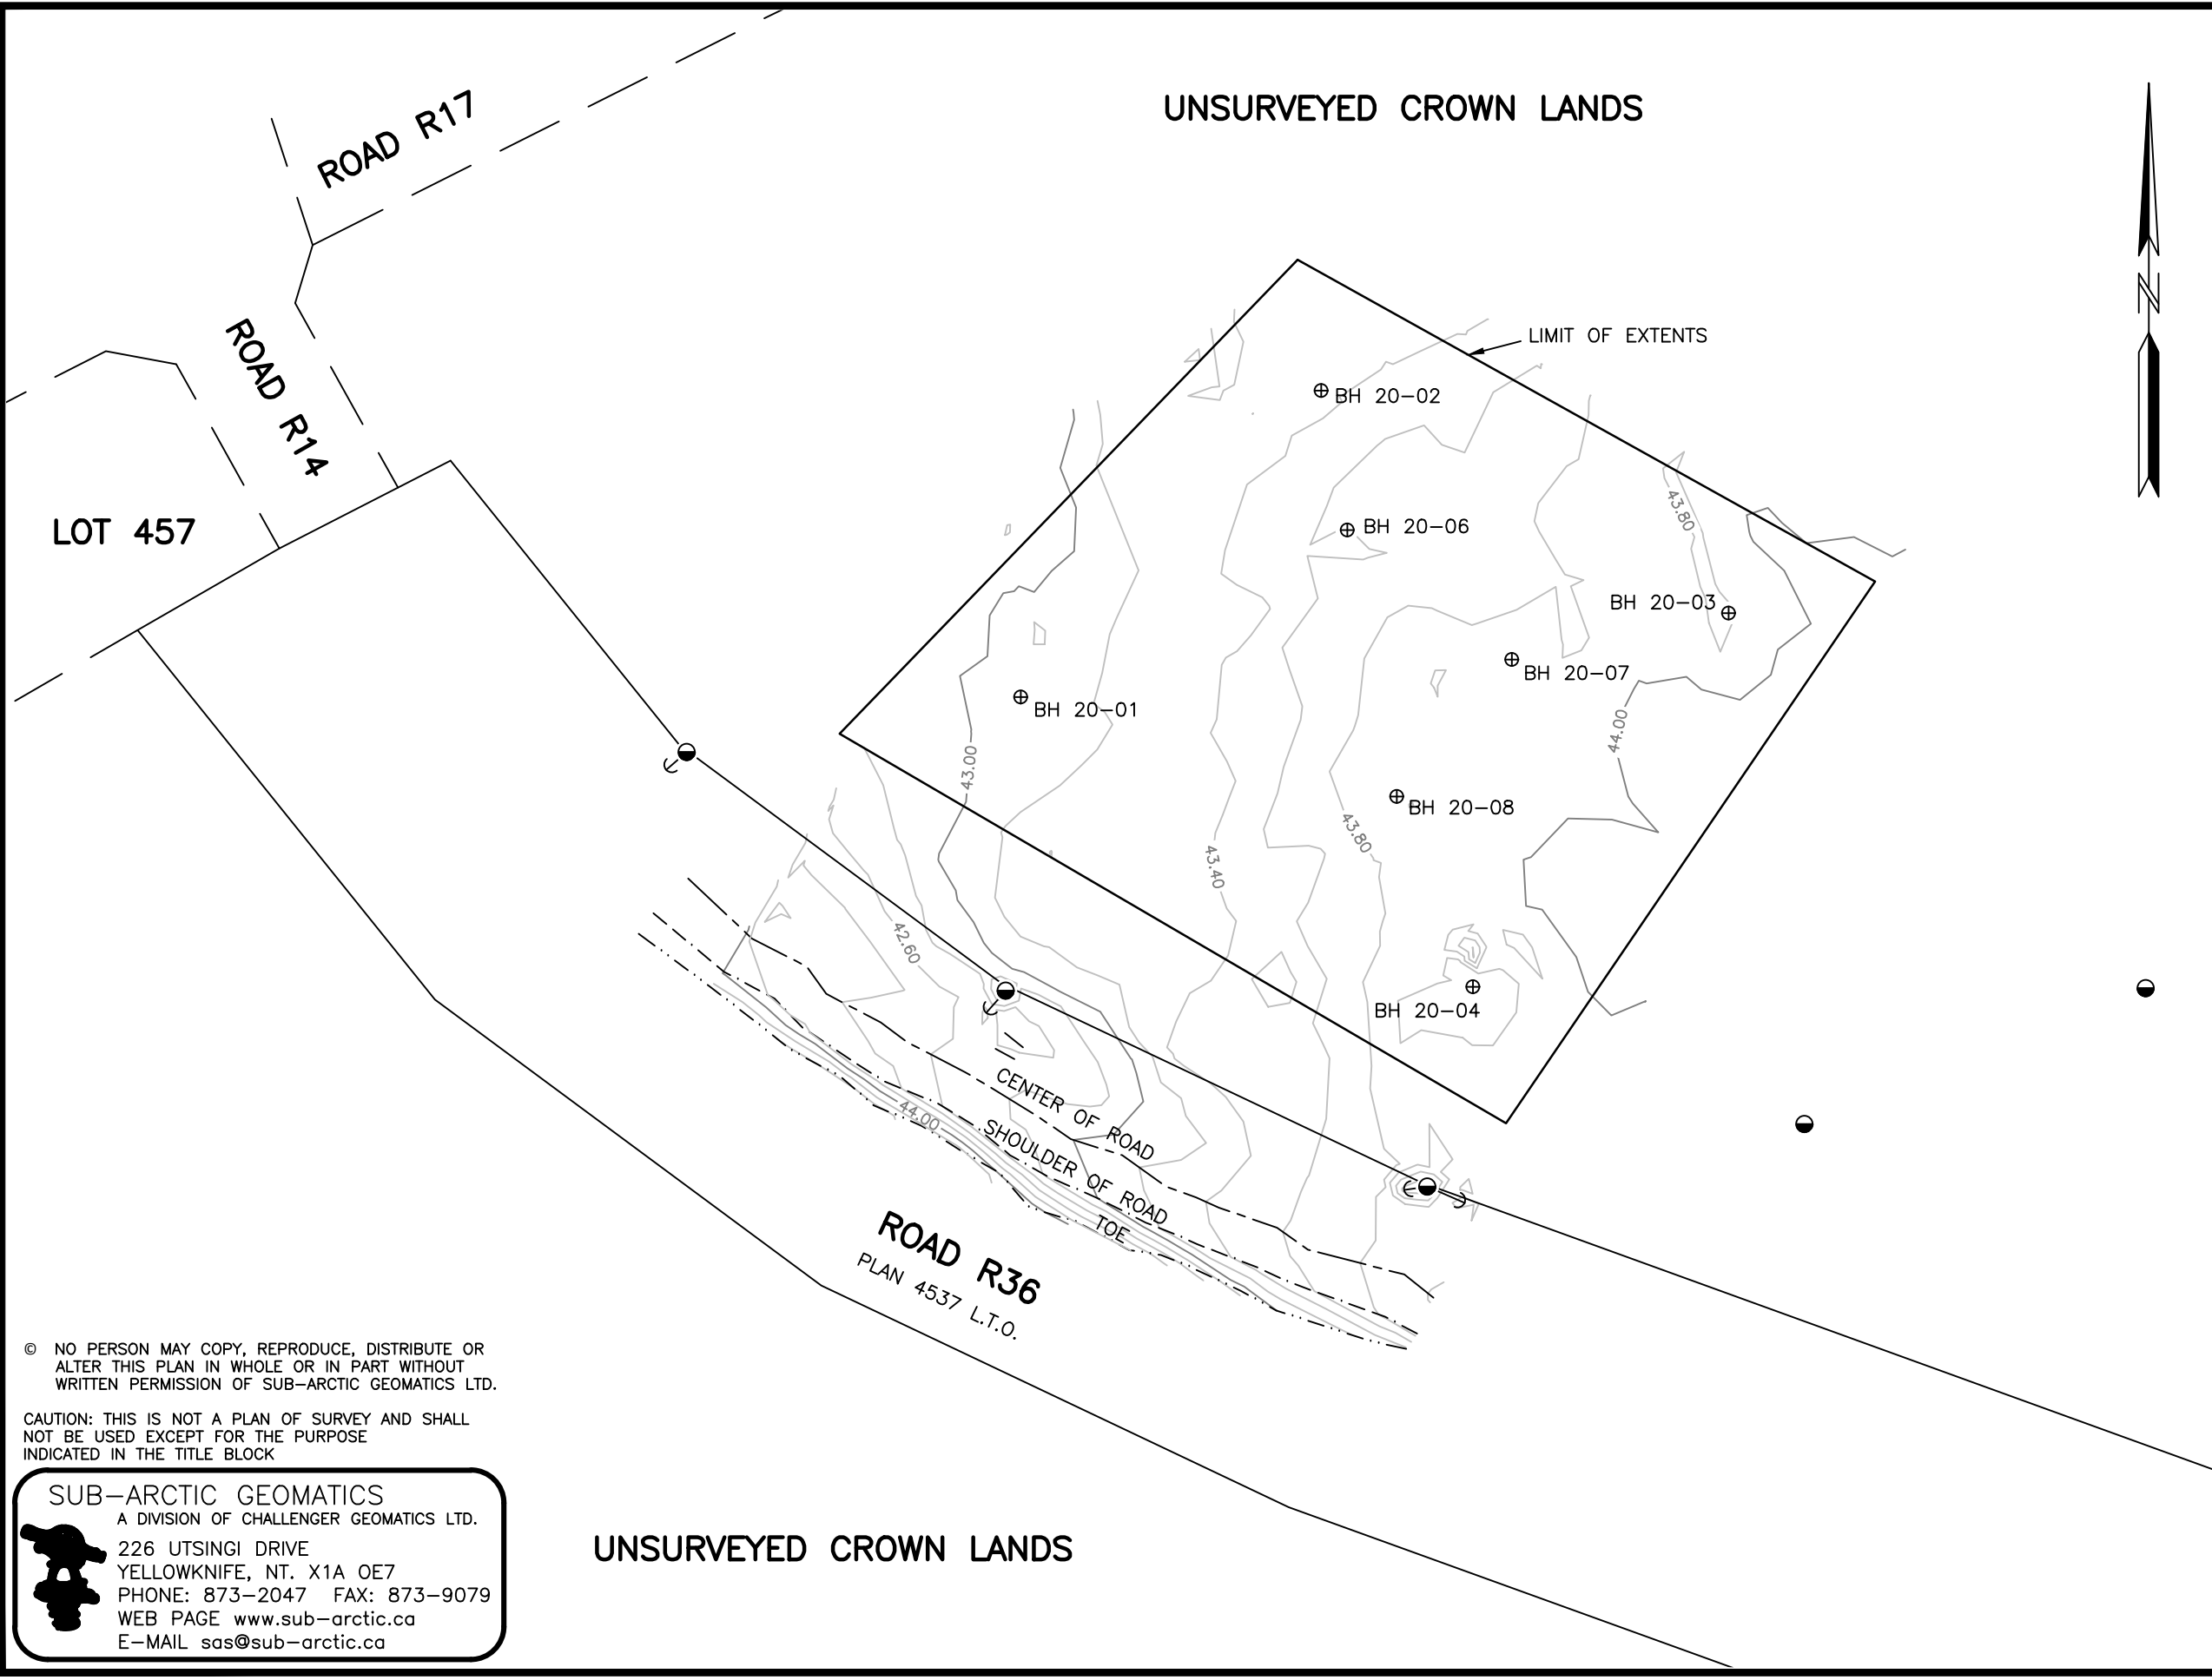 UNSURVEYED CROWN LANDS
ROAD R17
N
ROAD R14
LIMIT OF EXTENTS
BH 20-02
43.80
LOT 457
BH 20-06
BH 20-03
BH 20-07
BH 20-01
44.00
43.00
BH 20-08
43.80
43.40
42.60
BH 20-04
CENTER OF ROAD
44.00
SHOULDER OF ROAD
TOE
ROAD R36
PLAN 4537 L.T.O.
© NO PERSON MAY COPY, REPRODUCE, DISTRIBUTE OR
ALTER THIS PLAN IN WHOLE OR IN PART WITHOUT
WRITTEN PERMISSION OF SUB-ARCTIC GEOMATICS LTD.
CAUTION: THIS IS NOT A PLAN OF SURVEY AND SHALL
NOT BE USED EXCEPT FOR THE PURPOSE
INDICATED IN THE TITLE BLOCK
SUB-ARCTIC GEOMATICS
A DIVISION OF CHALLENGER GEOMATICS LTD.
226 UTSINGI DRIVE
YELLOWKNIFE, NT. X1A 0E7
PHONE: 873-2047 FAX: 873-9079
WEB PAGE www.sub-arctic.ca
E-MAIL sas@sub-arctic.ca
UNSURVEYED CROWN LANDS